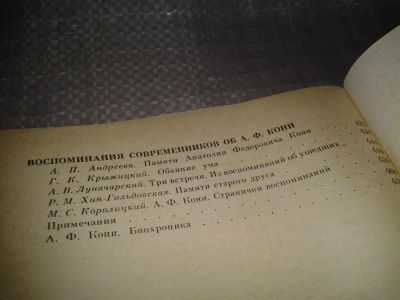 ВОСПОМИНАНИЯ СОВРЕМЕННИКОВ ОБ А. Ф. КОНИ
А. П. Андреева. Памяти Анатолия Федоровича Кони
Г. К. Крыжицкий. Обаяние ума
А. В. Луначарский. Три встречи. Из воспоминаний об ушедших
Р. М. Хин-Гольдовская. Памяти старого друга
М. С. Королицкий. А. Ф. Кони. Странички воспоминаний
Примечания
А. Ф. Кони. Биохроника